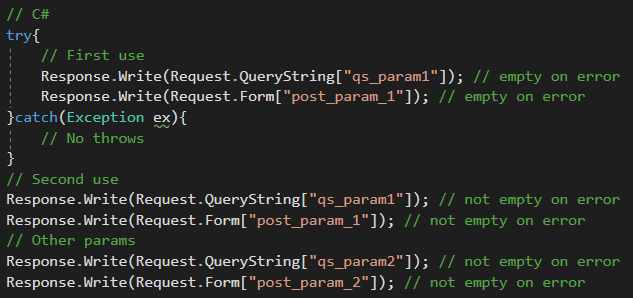 // C#
try{
// First use
Response.Write(Request.QueryString["qs_param1"]); // empty on error
Response.Write(Request.Form["post_param_1"]); // empty on error
}catch(Exception ex){
// No throws
}
// Second use
Response.Write(Request.QueryString["qs_param1"]); // not empty on error
Response.Write(Request.Form["post_param_1"]); // not empty on error
// Other params
Response.Write(Request.QueryString["qs_param2"]); // not empty on error
Response.Write(Request.Form["post_param_2"]); // not empty on error